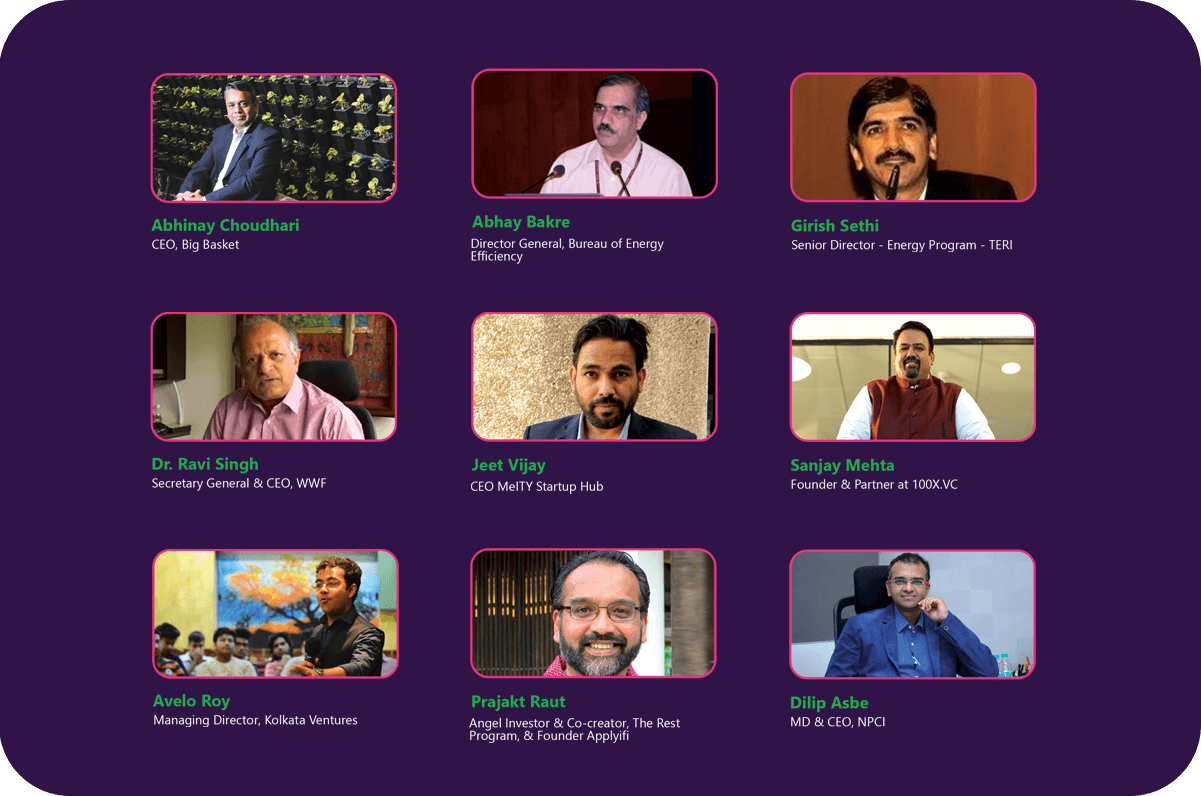 Abhinay Choudhari
CEO, Big Basket
Abhay Bakre
Director General, Bureau of Energy
Efficiency
Girish Sethi
Senior Director - Energy Program - TERI
Dr. Ravi Singh
Secretary General & CEO, WWF
Jeet Vijay
CEO MeITY Startup Hub
Sanjay Mehta
Founder & Partner at 100X.VC
Avelo Roy
Managing Director, Kolkata Ventures
Prajakt Raut
Angel Investor & Co-creator, The Rest
Program, & Founder Applyifi
Dilip Asbe
MD & CEO, NPCI